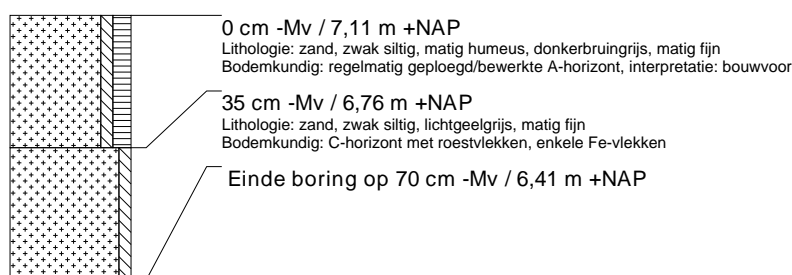 0 cm -Mv / 7,11 m +NAP
Lithologie: zand, zwak siltig, matig humeus, donkerbruingrijs, matig fijn
Bodemkundig: regelmatig geploegd/bewerkte A-horizont, interpretatie: bouwvoor
35 cm -Mv / 6,76 m +NAP
Lithologie: zand, zwak siltig, lichtgeelgrijs, matig fijn
Bodemkundig: C-horizont met roestvlekken, enkele Fe-vlekken
Einde boring op 70 cm -Mv / 6,41 m +NAP